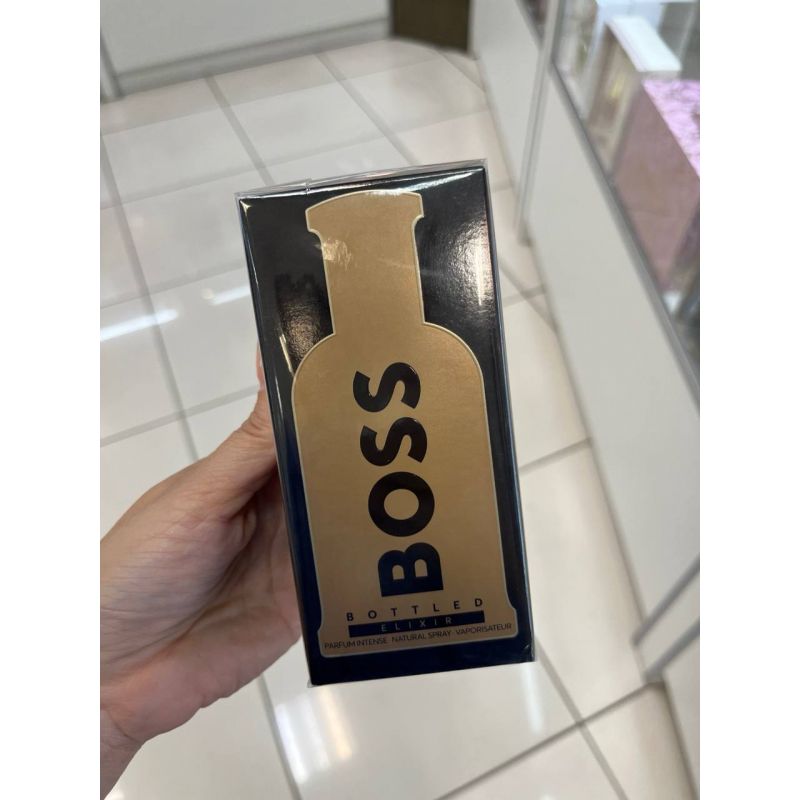 BOSS
BOTTLED
ELIXIR
PARFUM INTENSE · NATURAL SPRAY · VAPORISATEUR